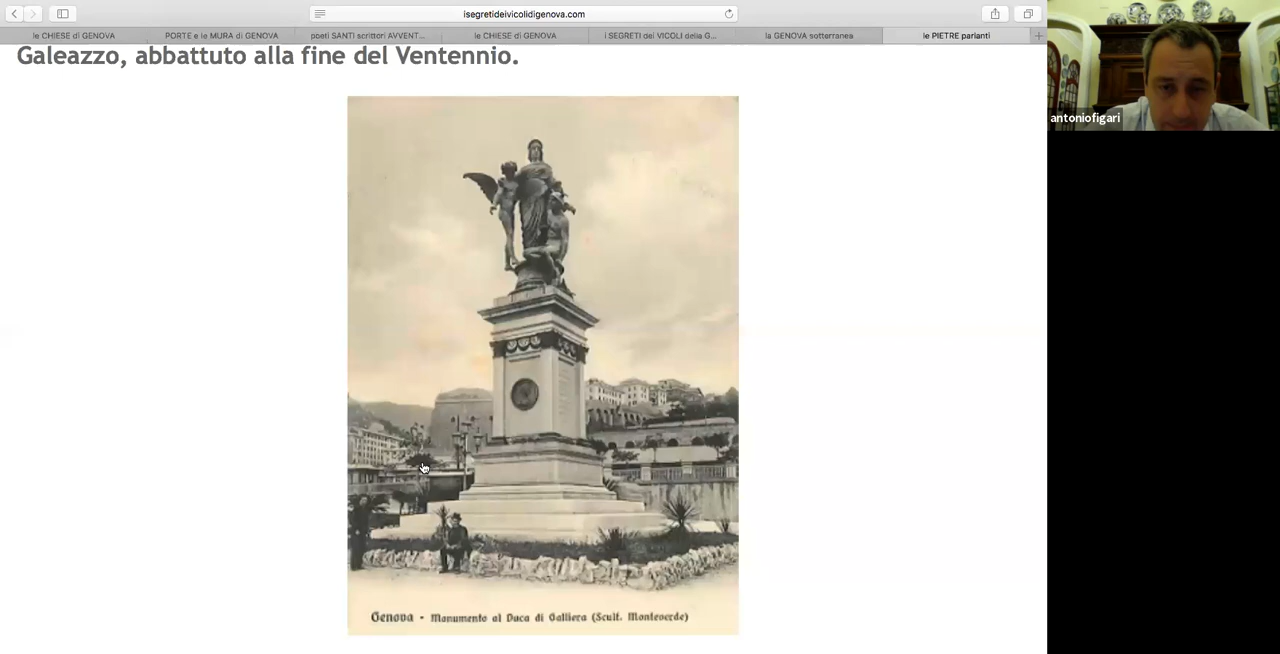 isegretideivicolidigenova.com
le CHIESE di GENOVA
PORTE e le MURA di GENOVA
poeti SANTI scrittori AVVENT...
le CHIESE di GENOVA
i SEGRETI dei VICOLI della G...
la GENOVA sotterranea
le PIETRE parlanti
Galeazzo, abbattuto alla fine del Ventennio.
antoniofigari
Genova - Monumento al Duca di Galliera (Scult. Monteverde)